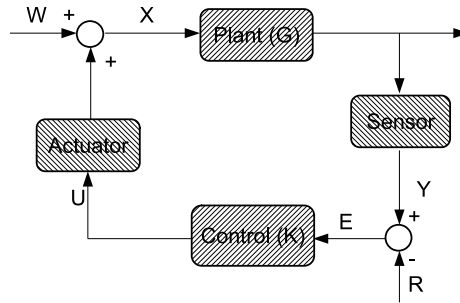 W
+
X
Plant (G)
+
Actuator
Sensor
U
Y
Control (K)
E
+
-
R